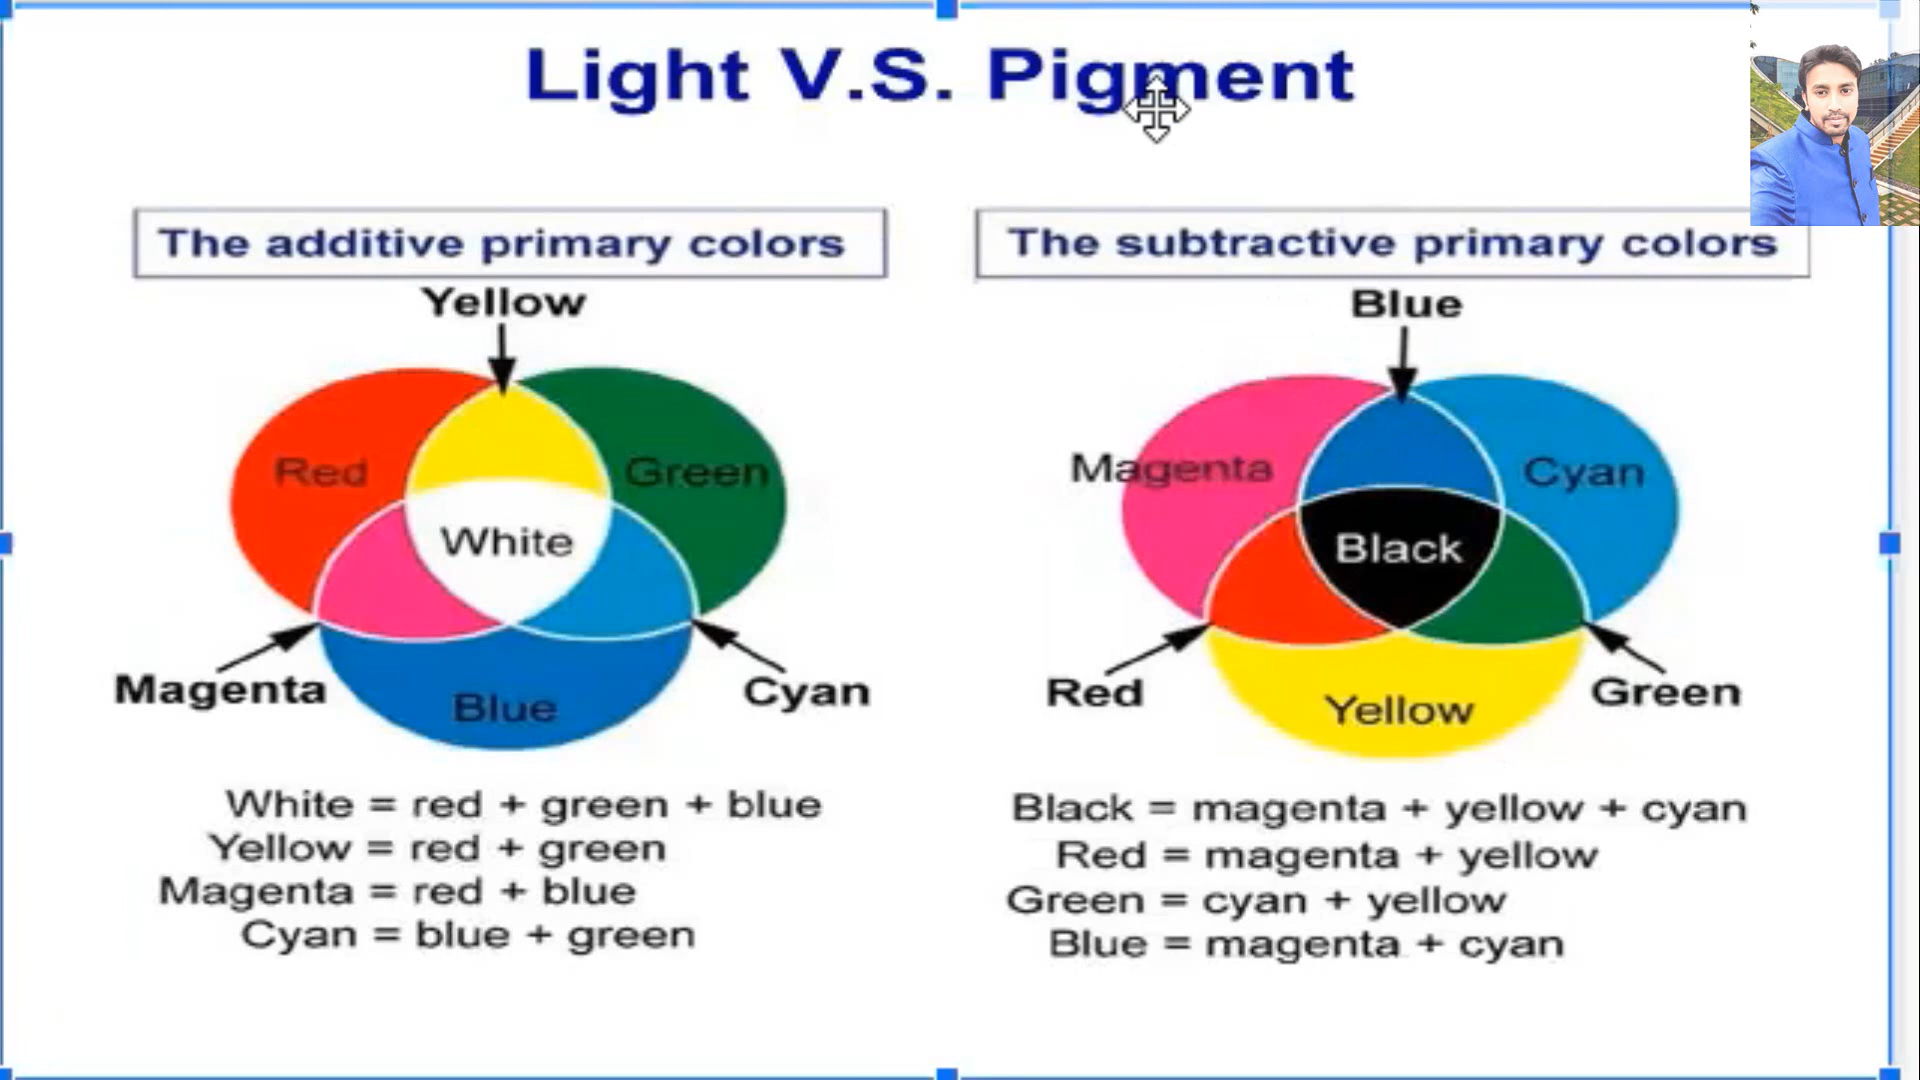 Light V.S. Pigment
The additive primary colors
Yellow
Red
Green
White
Magenta
Blue
Cyan
White = red + green + blue
Yellow = red + green
Magenta = red + blue
Cyan = blue + green
The subtractive primary colors
Blue
Magenta
Cyan
Black
Red
Yellow
Green
Black = magenta + yellow + cyan
Red = magenta + yellow
Green = cyan + yellow
Blue = magenta + cyan